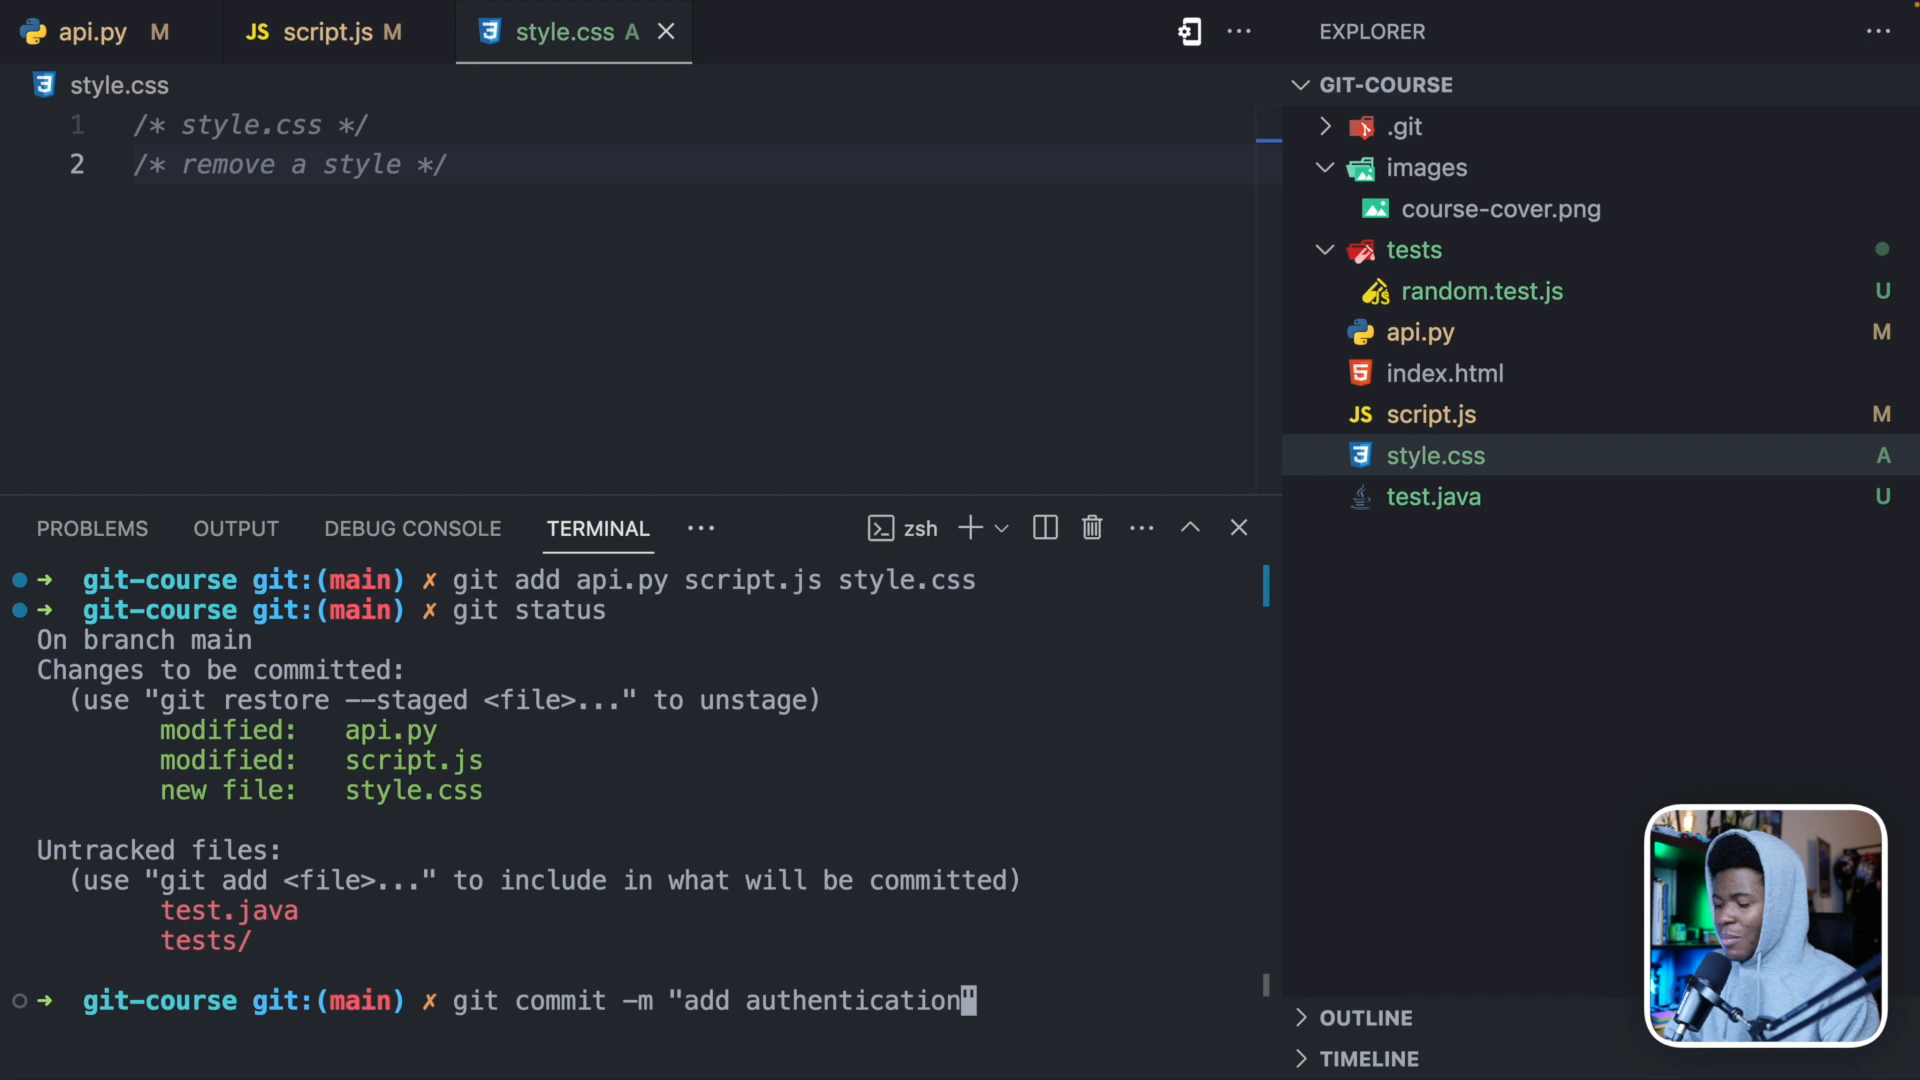 api.py M
JS script.js M
style.css A
EXPLORER
style.css
1 /* style.css */
2 /* remove a style */
GIT-COURSE
.git
images
course-cover.png
tests
random.test.js U
api.py M
index.html
JS script.js M
style.css A
test.java U
PROBLEMS OUTPUT DEBUG CONSOLE TERMINAL zsh
git-course git:(main) ✗ git add api.py script.js style.css
git-course git:(main) ✗ git status
On branch main
Changes to be committed:
(use "git restore --staged <file>..." to unstage)
modified: api.py
modified: script.js
new file: style.css
Untracked files:
(use "git add <file>..." to include in what will be committed)
test.java
tests/
git-course git:(main) ✗ git commit -m "add authentication"
OUTLINE
TIMELINE